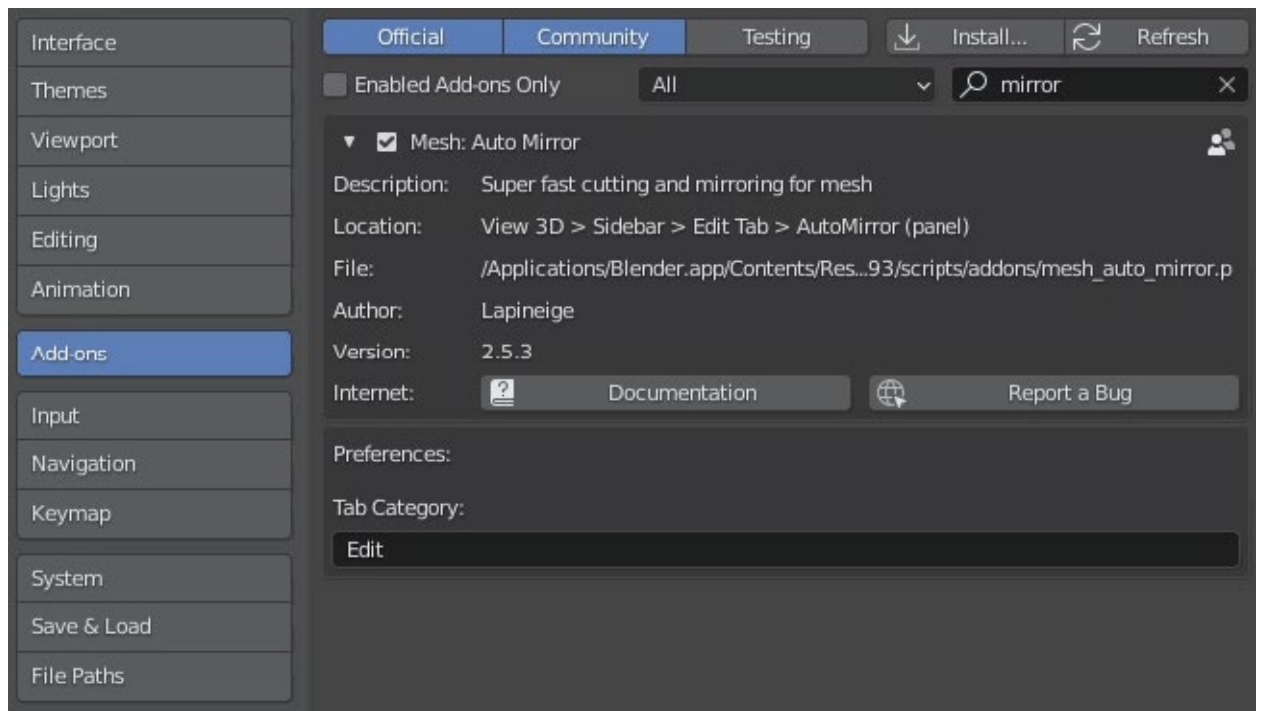 Interface
Themes
Viewport
Lights
Editing
Animation
Add-ons
Input
Navigation
Keymap
System
Save & Load
File Paths
Official Community Testing Install... Refresh
Enabled Add-ons Only All mirror
Mesh: Auto Mirror
Description: Super fast cutting and mirroring for mesh
Location: View 3D > Sidebar > Edit Tab > AutoMirror (panel)
File: /Applications/Blender.app/Contents/Res...93/scripts/addons/mesh_auto_mirror.p
Author: Lapineige
Version: 2.5.3
Internet: Documentation Report a Bug
Preferences:
Tab Category:
Edit